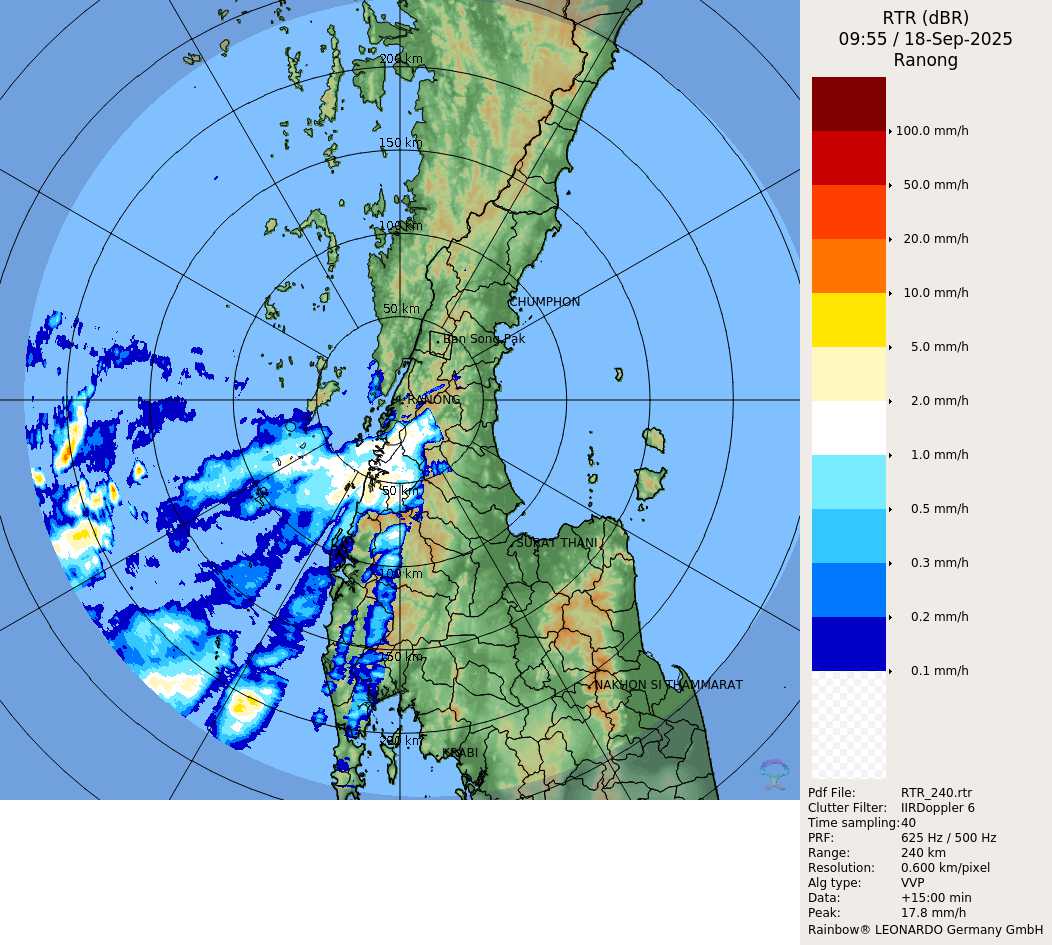 RTR (dBR)
09:55 / 18-Sep-2025
Ranong
200 km
150 km
100 km
50 km
CHUMPHON
Ban Song Pak
RANONG
50 km
SURAT THANI
100 km
150 km
NAKHON SI THAMMARAT
200 km
KRABI
100.0 mm/h
50.0 mm/h
20.0 mm/h
10.0 mm/h
5.0 mm/h
2.0 mm/h
1.0 mm/h
0.5 mm/h
0.3 mm/h
0.2 mm/h
0.1 mm/h
Pdf File: RTR_240.rtr
Clutter Filter: IIRDoppler 6
Time sampling: 40
PRF: 625 Hz / 500 Hz
Range: 240 km
Resolution: 0.600 km/pixel
Alg type: VVP
Data: +15:00 min
Peak: 17.8 mm/h
Rainbow® LEONARDO Germany GmbH